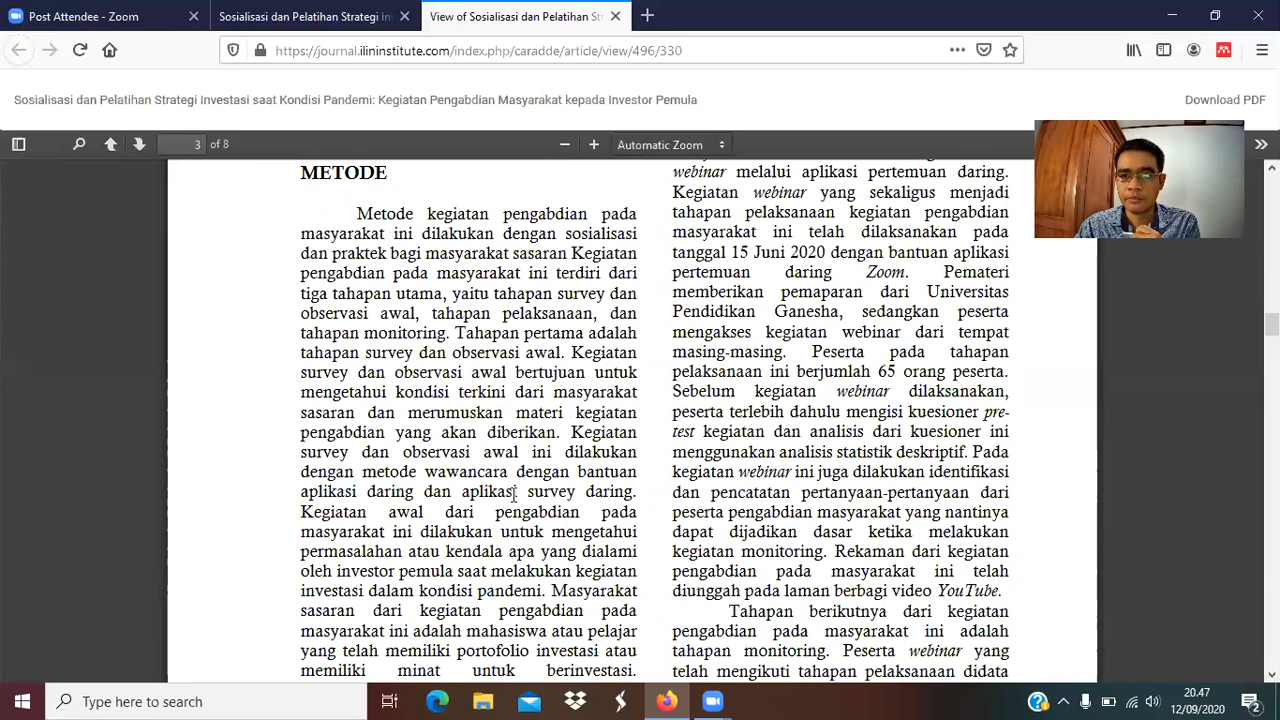 Post Attendee - Zoom
Sosialisasi dan Pelatihan Strategi In
View of Sosialisasi dan Pelatihan St
https://journal.ilininstitute.com/index.php/caradde/article/view/496/330
Sosialisasi dan Pelatihan Strategi Investasi saat Kondisi Pandemi: Kegiatan Pengabdian Masyarakat kepada Investor Pemula
Download PDF
3 of 8
Automatic Zoom
METODE
Metode kegiatan pengabdian pada
masyarakat ini dilakukan dengan sosialisasi
dan praktek bagi masyarakat sasaran Kegiatan
pengabdian pada masyarakat ini terdiri dari
tiga tahapan utama, yaitu tahapan survey dan
observasi awal, tahapan pelaksanaan, dan
tahapan monitoring. Tahapan pertama adalah
tahapan survey dan observasi awal. Kegiatan
survey dan observasi awal bertujuan untuk
mengetahui kondisi terkini dari masyarakat
sasaran dan merumuskan materi kegiatan
pengabdian yang akan diberikan. Kegiatan
survey dan observasi awal ini dilakukan
dengan metode wawancara dengan bantuan
aplikasi daring dan aplikasi survey daring.
Kegiatan awal dari pengabdian pada
masyarakat ini dilakukan untuk mengetahui
permasalahan atau kendala apa yang dialami
oleh investor pemula saat melakukan kegiatan
investasi dalam kondisi pandemi. Masyarakat
sasaran dari kegiatan pengabdian pada
masyarakat ini adalah mahasiswa atau pelajar
yang telah memiliki portofolio investasi atau
memiliki minat untuk berinvestasi.
webinar melalui aplikasi pertemuan daring.
Kegiatan webinar yang sekaligus menjadi
tahapan pelaksanaan kegiatan pengabdian
masyarakat ini telah dilaksanakan pada
tanggal 15 Juni 2020 dengan bantuan aplikasi
pertemuan daring Zoom. Pemateri
memberikan pemaparan dari Universitas
Pendidikan Ganesha, sedangkan peserta
mengakses kegiatan webinar dari tempat
masing-masing. Peserta pada tahapan
pelaksanaan ini berjumlah 65 orang peserta.
Sebelum kegiatan webinar dilaksanakan,
peserta terlebih dahulu mengisi kuesioner pre-
test kegiatan dan analisis dari kuesioner ini
menggunakan analisis statistik deskriptif. Pada
kegiatan webinar ini juga dilakukan identifikasi
dan pencatatan pertanyaan-pertanyaan dari
peserta pengabdian masyarakat yang nantinya
dapat dijadikan dasar ketika melakukan
kegiatan monitoring. Rekaman dari kegiatan
pengabdian pada masyarakat ini telah
diunggah pada laman berbagi video YouTube.
Tahapan berikutnya dari kegiatan
pengabdian pada masyarakat ini adalah
tahapan monitoring. Peserta webinar yang
telah mengikuti tahapan pelaksanaan didata
Type here to search
20.47
12/09/2020
2